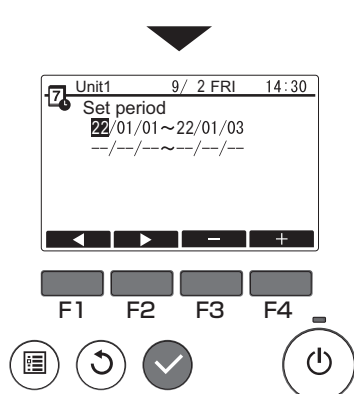 7 Unit1 9/ 2 FRI 14:30
Set period
22/01/01~22/01/03
--/--/--~--/--/--
◀ ▶ − +
F1 F2 F3 F4